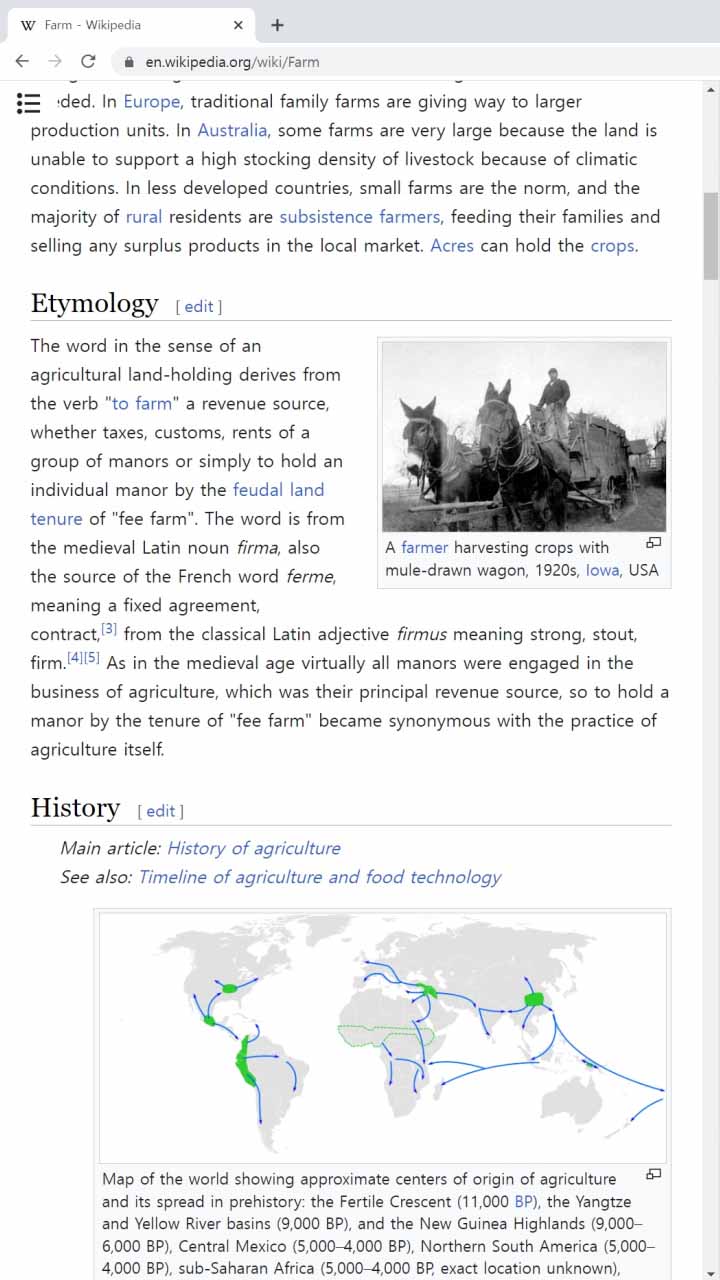 Farm - Wikipedia
en.wikipedia.org/wiki/Farm
ded. In Europe, traditional family farms are giving way to larger
production units. In Australia, some farms are very large because the land is
unable to support a high stocking density of livestock because of climatic
conditions. In less developed countries, small farms are the norm, and the
majority of rural residents are subsistence farmers, feeding their families and
selling any surplus products in the local market. Acres can hold the crops.
Etymology [ edit ]
The word in the sense of an
agricultural land-holding derives from
the verb "to farm" a revenue source,
whether taxes, customs, rents of a
group of manors or simply to hold an
individual manor by the feudal land
tenure of "fee farm". The word is from
the medieval Latin noun firma, also
the source of the French word ferme,
meaning a fixed agreement,
contract,[3] from the classical Latin adjective firmus meaning strong, stout,
firm.[4][5] As in the medieval age virtually all manors were engaged in the
business of agriculture, which was their principal revenue source, so to hold a
manor by the tenure of "fee farm" became synonymous with the practice of
agriculture itself.
A farmer harvesting crops with
mule-drawn wagon, 1920s, Iowa, USA
History [ edit ]
Main article: History of agriculture
See also: Timeline of agriculture and food technology
Map of the world showing approximate centers of origin of agriculture
and its spread in prehistory: the Fertile Crescent (11,000 BP), the Yangtze
and Yellow River basins (9,000 BP), and the New Guinea Highlands (9,000–
6,000 BP), Central Mexico (5,000–4,000 BP), Northern South America (5,000–
4,000 BP), sub-Saharan Africa (5,000–4,000 BP, exact location unknown),